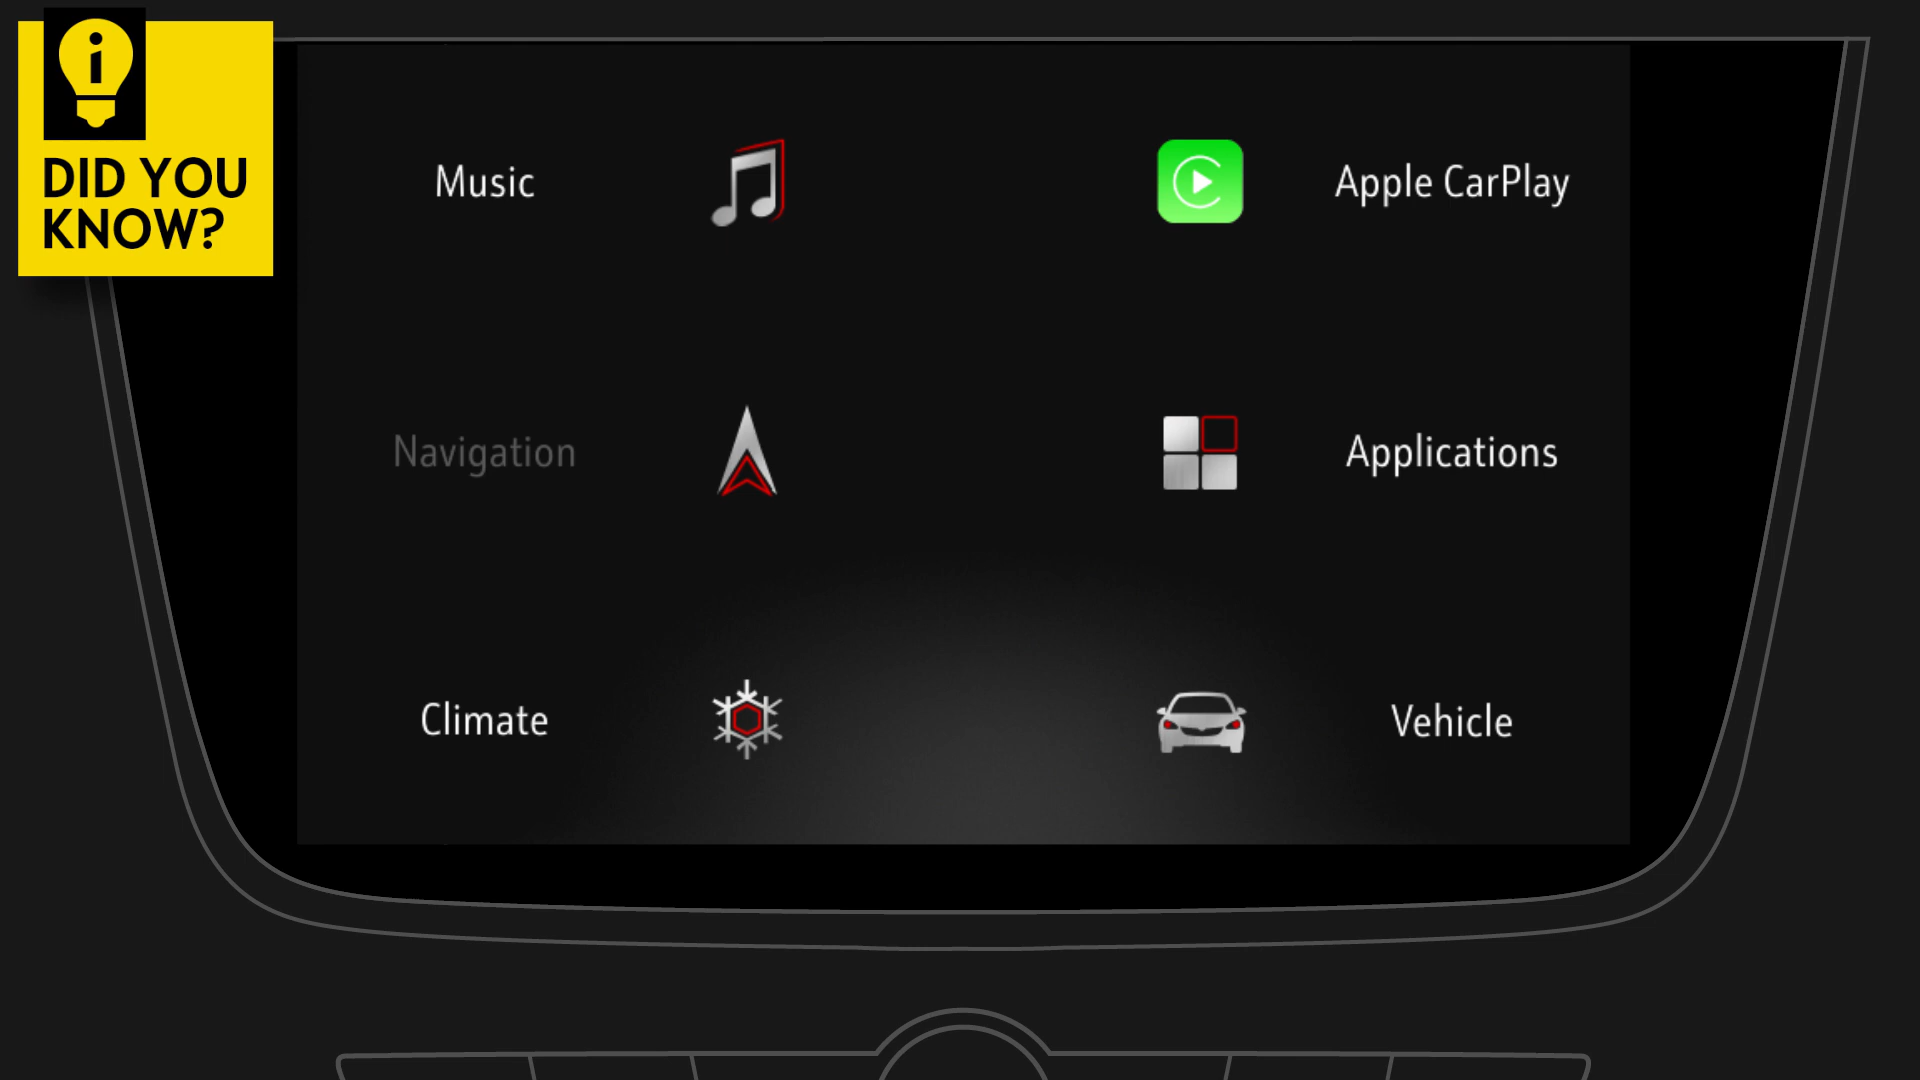 DID YOU
KNOW?
Music
Apple CarPlay
Navigation
Applications
Climate
Vehicle